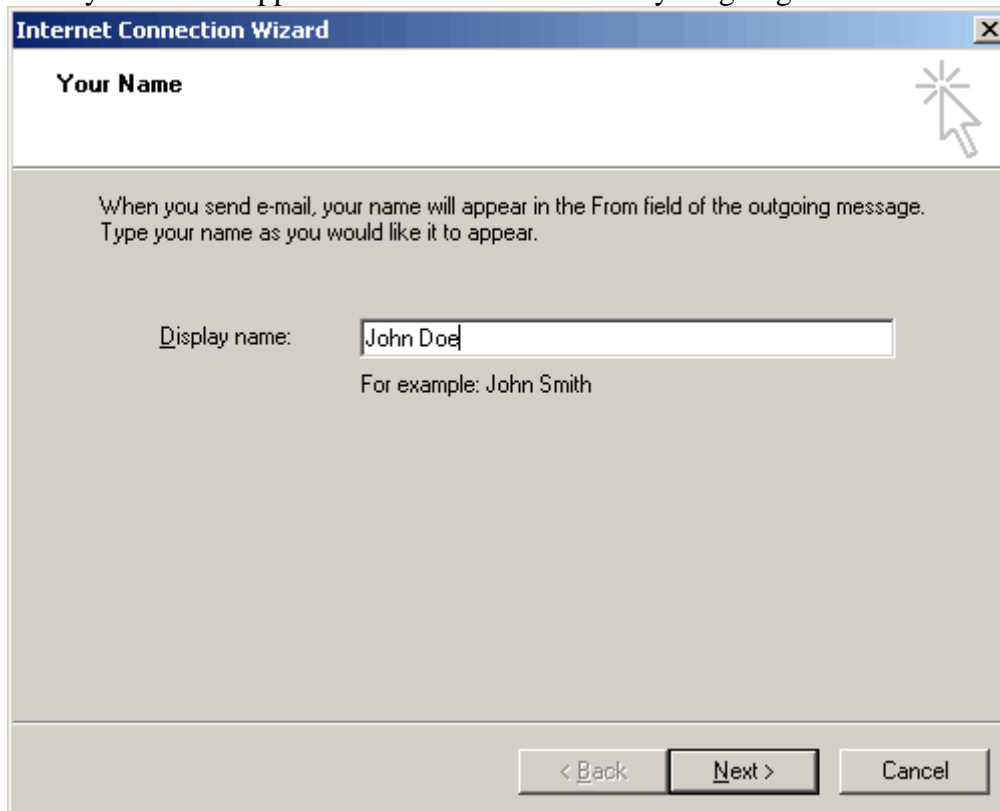 Internet Connection Wizard
Your Name
When you send e-mail, your name will appear in the From field of the outgoing message.
Type your name as you would like it to appear.
Display name: John Doe
For example: John Smith
< Back Next > Cancel